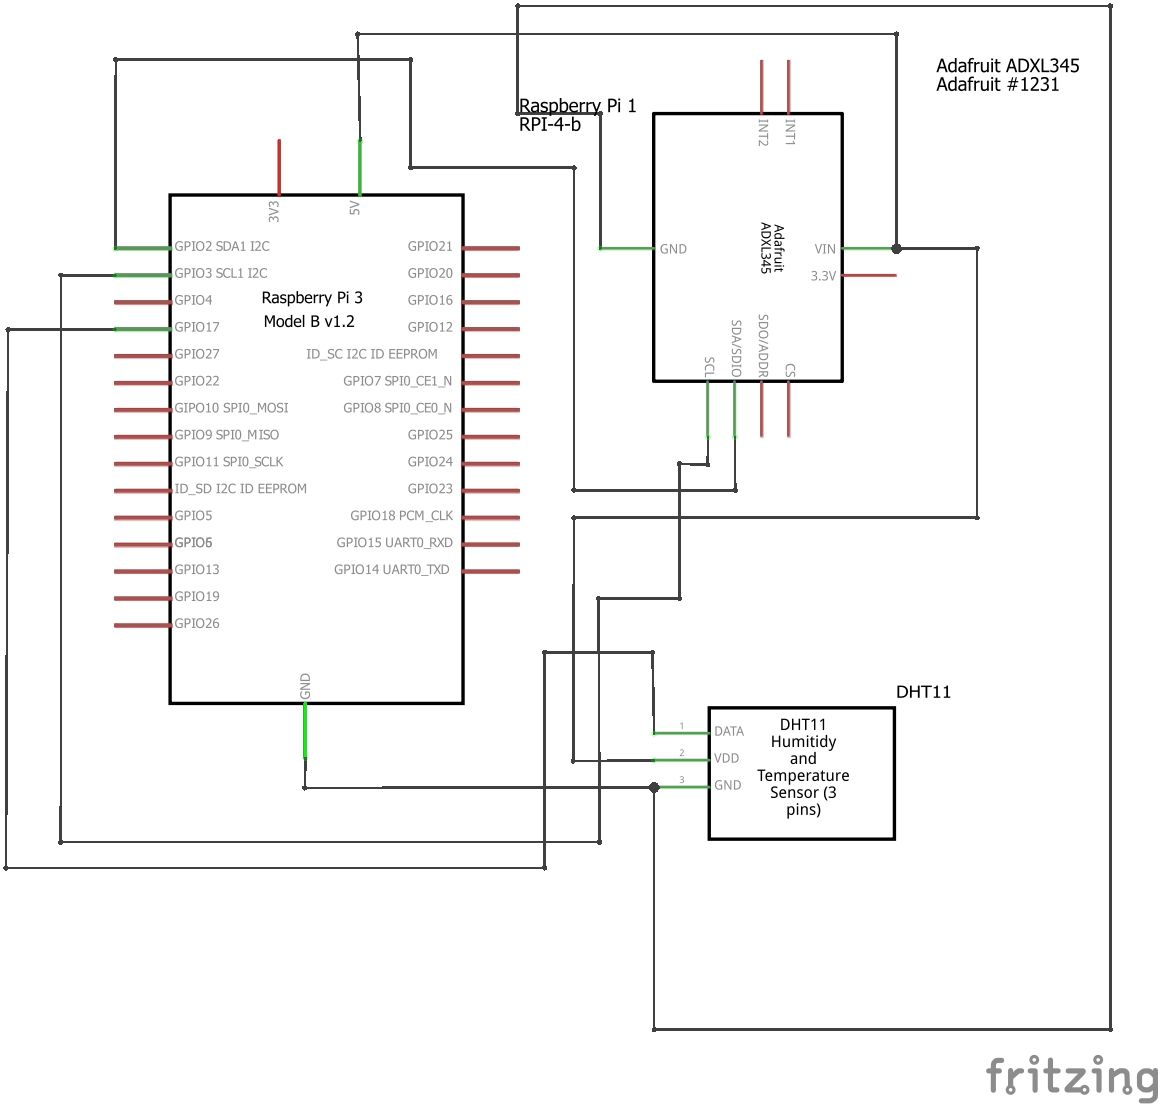 Adafruit ADXL345
Adafruit #1231
Raspberry Pi 1
RPI-4-b
INT2
INT1
3V3
5V
GPIO2 SDA1 I2C
GPIO3 SCL1 I2C
GPIO4
GPIO17
GPIO27
GPIO22
GIPO10 SPI0_MOSI
GPIO9 SPI0_MISO
GPIO11 SPI0_SCLK
ID_SD I2C ID EEPROM
GPIO5
GPIO6
GPIO13
GPIO19
GPIO26
Raspberry Pi 3
Model B v1.2
GPIO21
GPIO20
GPIO16
GPIO12
ID_SC I2C ID EEPROM
GPIO7 SPI0_CE1_N
GPIO8 SPI0_CE0_N
GPIO25
GPIO24
GPIO23
GPIO18 PCM_CLK
GPIO15 UART0_RXD
GPIO14 UART0_TXD
GND
GND
Adafruit
ADXL345
VIN
3.3V
SCL
SDA/SDIO
SDO/ADDR
CS
DHT11
1
DATA
2
VDD
3
GND
DHT11
Humitidy
and
Temperature
Sensor (3
pins)
fritzing